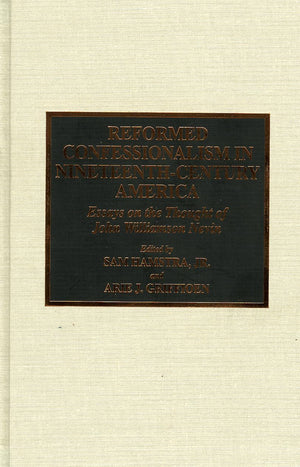 REFORMED
CONFESSIONALISM IN
NINETEENTH-CENTURY
AMERICA
Essays on the Thought of
John Williamson Nevin
Edited by
SAM HAMSTRA, JR.
and
ARIE J. GRIFFIOEN